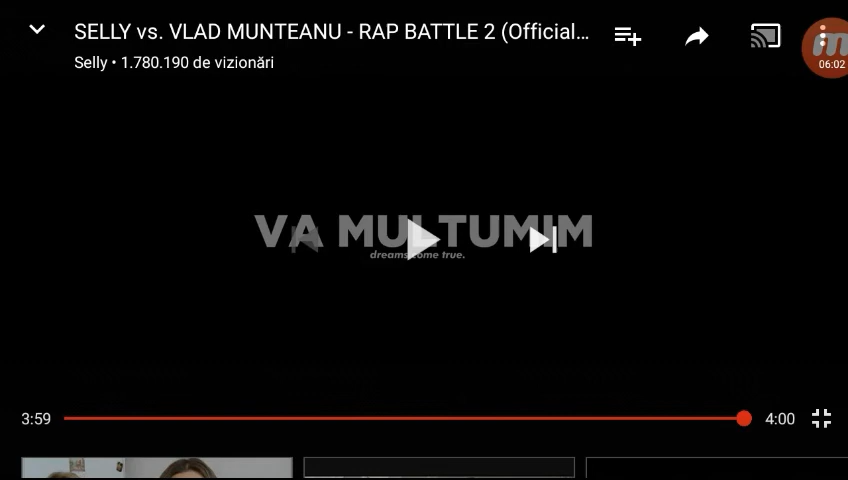 SELLY vs. VLAD MUNTEANU - RAP BATTLE 2 (Official...
Selly • 1.780.190 de vizionări
06:02
VA MULTUMIM
dreams come true.
3:59
4:00